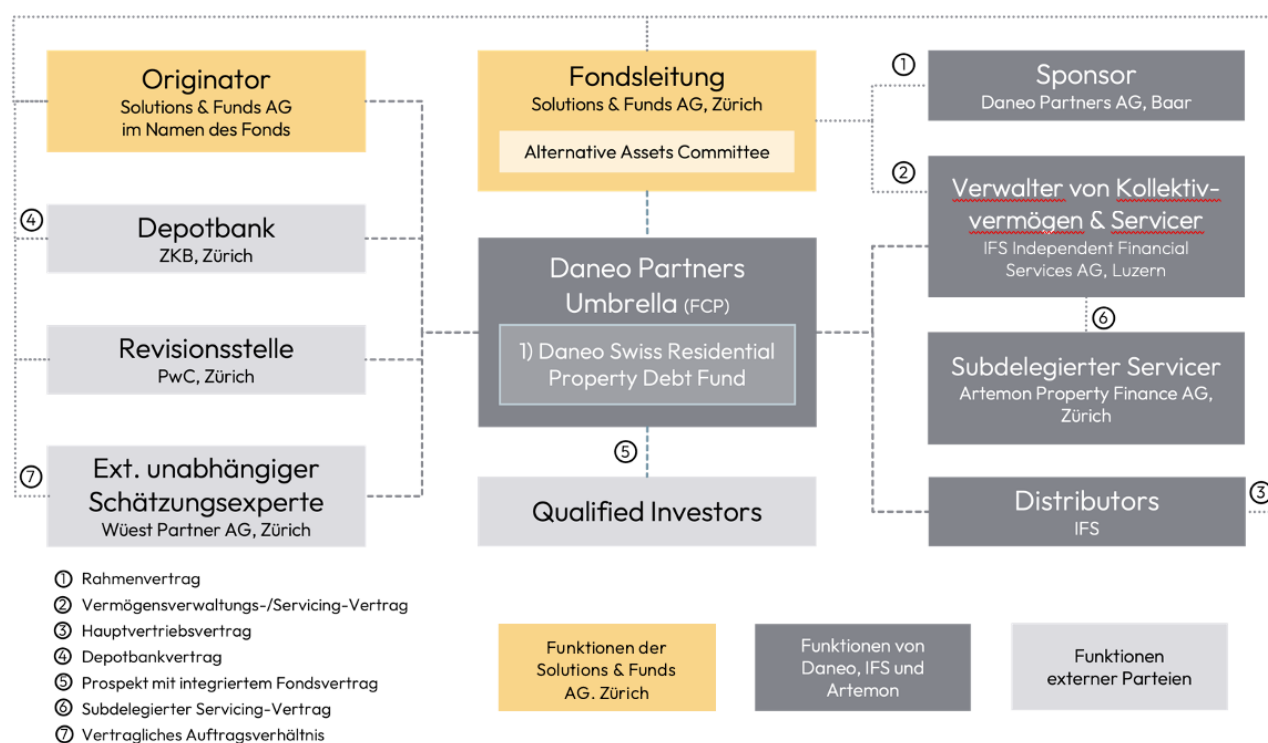 Originator
Solutions & Funds AG
im Namen des Fonds
Fondsleitung
Solutions & Funds AG, Zürich
Alternative Assets Committee
①
Sponsor
Daneo Partners AG, Baar
②
Verwalter von Kollektiv-
vermögen & Servicer
IFS Independent Financial
Services AG, Luzern
④
Depotbank
ZKB, Zürich
Daneo Partners
Umbrella (FCP)
1) Daneo Swiss Residential
Property Debt Fund
⑥
Revisionsstelle
PwC, Zürich
Subdelegierter Servicer
Artemon Property Finance AG,
Zürich
⑤
⑦
Ext. unabhängiger
Schätzungsexperte
Wüest Partner AG, Zürich
Qualified Investors
Distributors
IFS
③
① Rahmenvertrag
② Vermögensverwaltungs-/Servicing-Vertrag
③ Hauptvertriebsvertrag
④ Depotbankvertrag
⑤ Prospekt mit integriertem Fondsvertrag
⑥ Subdelegierter Servicing-Vertrag
⑦ Vertragliches Auftragsverhältnis
Funktionen der
Solutions & Funds
AG. Zürich
Funktionen von
Daneo, IFS und
Artemon
Funktionen
externer Parteien